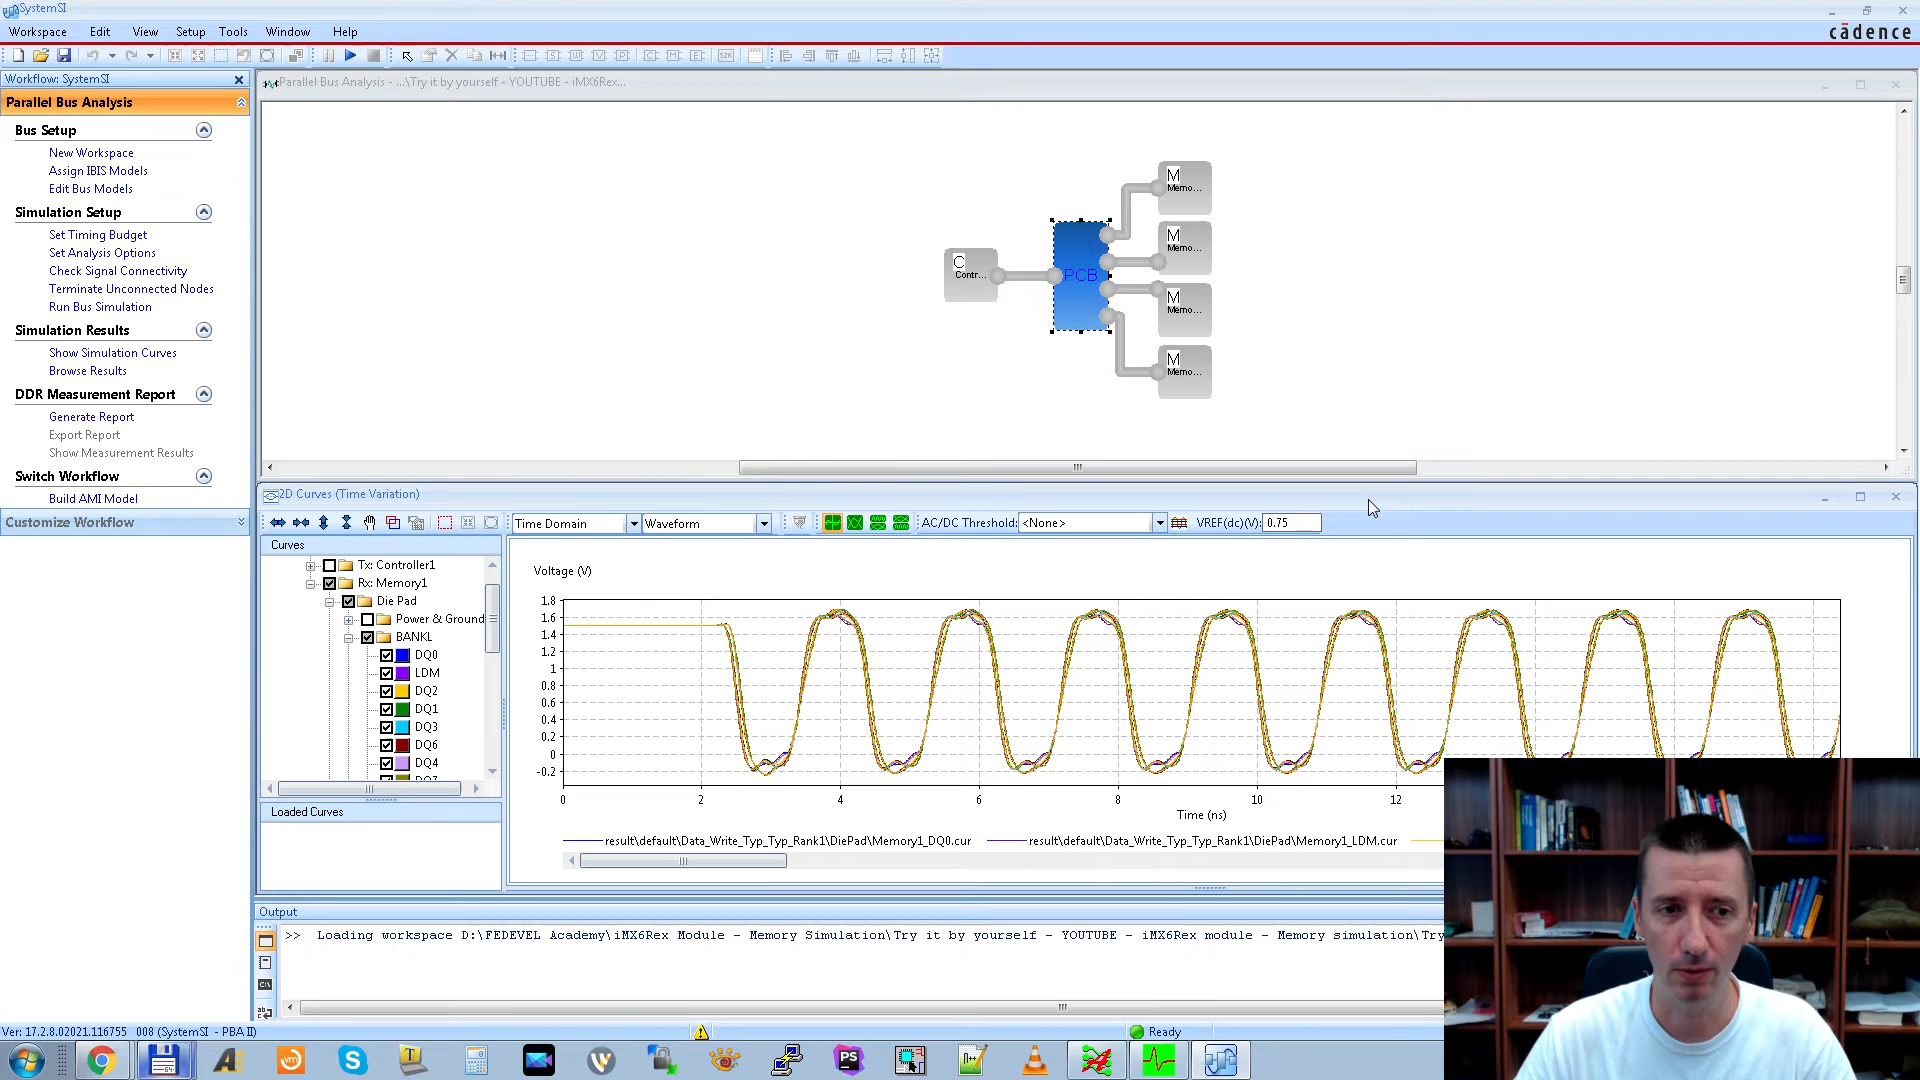 SystemSI
Workspace Edit View Setup Tools Window Help
cādence
Workflow: SystemSI
Parallel Bus Analysis
Bus Setup
New Workspace
Assign IBIS Models
Edit Bus Models
Simulation Setup
Set Timing Budget
Set Analysis Options
Check Signal Connectivity
Terminate Unconnected Nodes
Run Bus Simulation
Simulation Results
Show Simulation Curves
Browse Results
DDR Measurement Report
Generate Report
Export Report
Show Measurement Results
Switch Workflow
Build AMI Model
Customize Workflow
Parallel Bus Analysis - ...\Try it by yourself - YOUTUBE - iMX6Rex...
C
Contr...
PCB
M
Memo...
M
Memo...
M
Memo...
M
Memo...
2D Curves (Time Variation)
Time Domain
Waveform
AC/DC Threshold: <None>
VREF(dc)(V): 0.75
Curves
Tx: Controller1
Rx: Memory1
Die Pad
Power & Ground
BANKL
DQ0
LDM
DQ2
DQ1
DQ3
DQ6
DQ4
Loaded Curves
Voltage (V)
1.8
1.6
1.4
1.2
1
0.8
0.6
0.4
0.2
0
-0.2
0 2 4 6 8 10 12
Time (ns)
result\default\Data_Write_Typ_Typ_Rank1\DiePad\Memory1_DQ0.cur
result\default\Data_Write_Typ_Typ_Rank1\DiePad\Memory1_LDM.cur
Output
>> Loading workspace D:\FEDEVEL Academy\iMX6Rex Module - Memory Simulation\Try it by yourself - YOUTUBE - iMX6Rex module - Memory simulation\Try
Ver: 17.2.8.02021.116755 008 (SystemSI - PBA II)
Ready